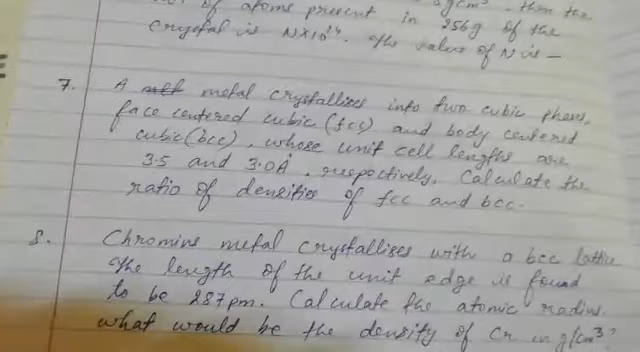 of atoms present in 256g of the
crystal is N×10²⁴. The value of N is –
7. A metal crystallises into two cubic phases,
face centered cubic (fcc) and body centered
cubic (bcc), whose unit cell lengths are
3.5 and 3.0Å, respectively. Calculate the
ratio of densities of fcc and bcc.
8. Chromium metal crystallises with a bcc lattice
The length of the unit edge is found
to be 287pm. Calculate the atomic radius.
what would be the density of Cr in g/cm³?